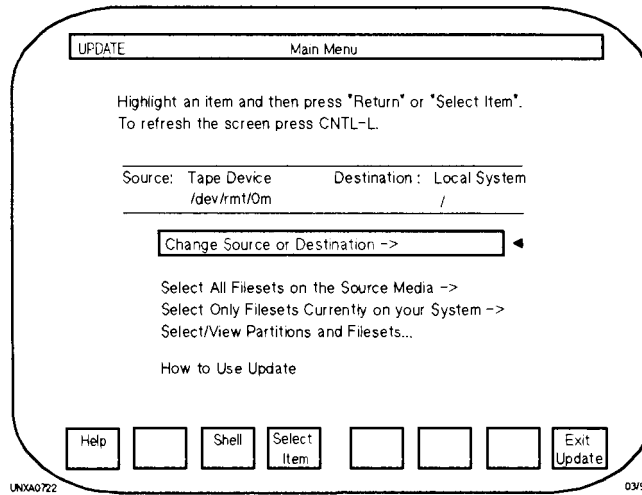 UPDATE Main Menu
Highlight an item and then press "Return" or "Select Item".
To refresh the screen press CNTL-L.
Source: Tape Device Destination : Local System
/dev/rmt/0m /
Change Source or Destination ->
Select All Filesets on the Source Media ->
Select Only Filesets Currently on your System ->
Select/View Partitions and Filesets...
How to Use Update
Help Shell Select Item Exit Update
UNXA0722